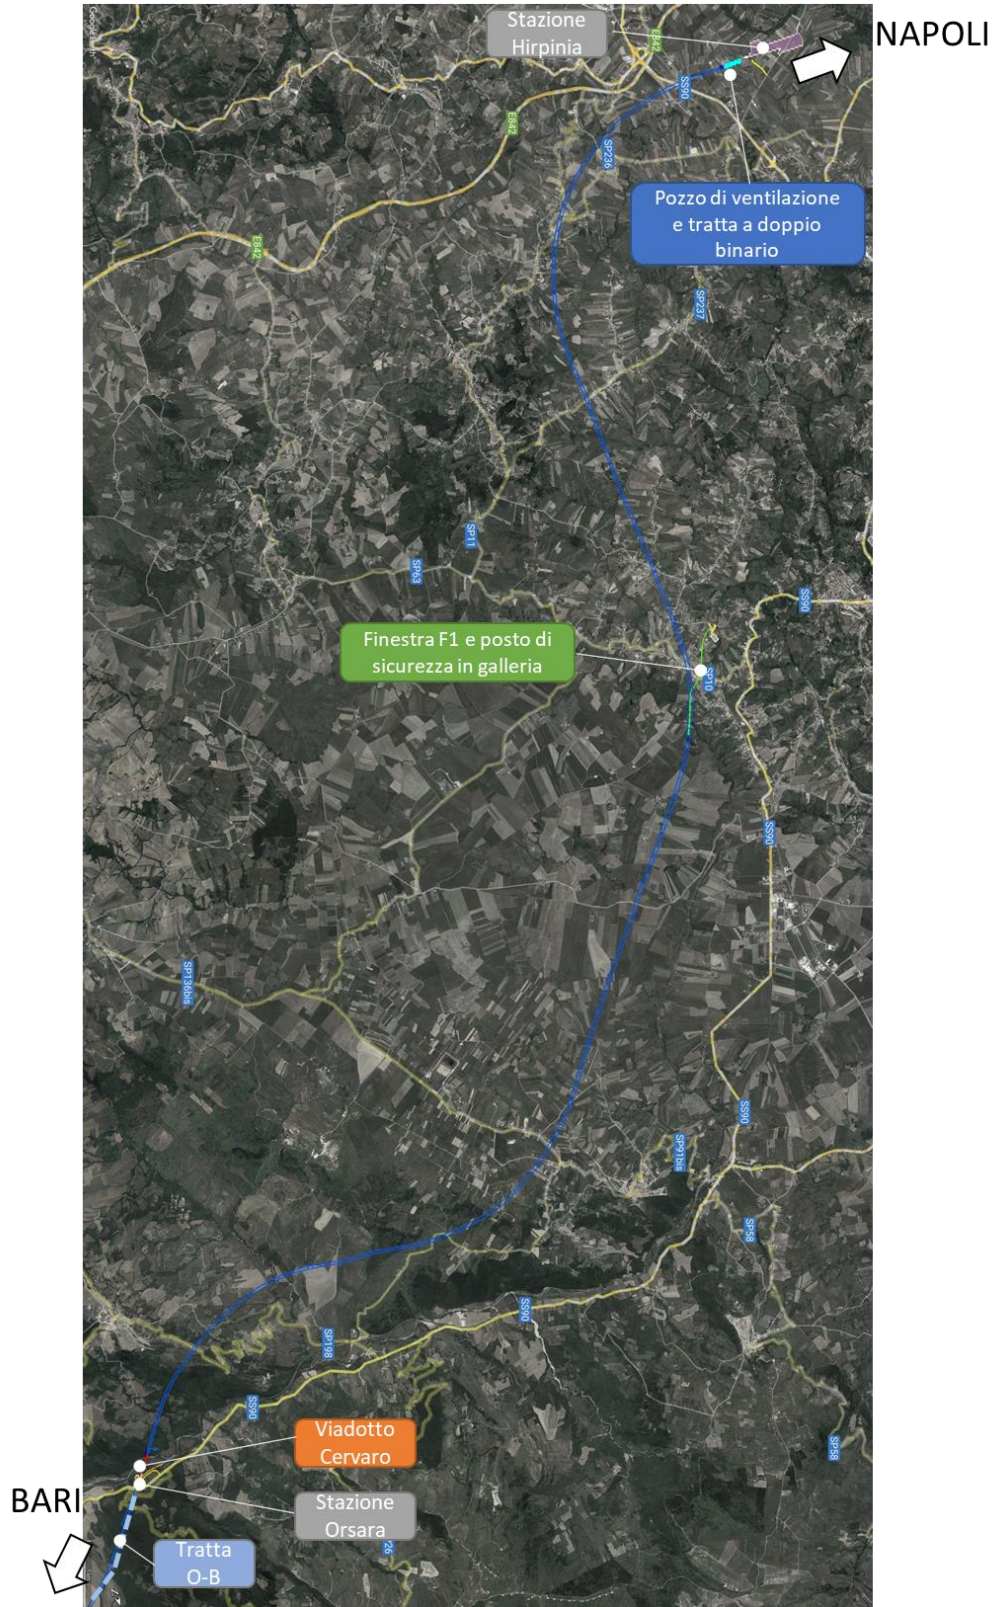 Stazione
Hirpinia
NAPOLI
E842
SS90
E842
SP236
Pozzo di ventilazione
e tratta a doppio
binario
E842
SP237
SP11
SP63
SS90
Finestra F1 e posto di
sicurezza in galleria
SP10
SS90
SP136bis
SS90
SP91bis
SP58
SS90
SP198
SS90
Viadotto
Cervaro
SP58
BARI
Stazione
Orsara
Tratta
O-B